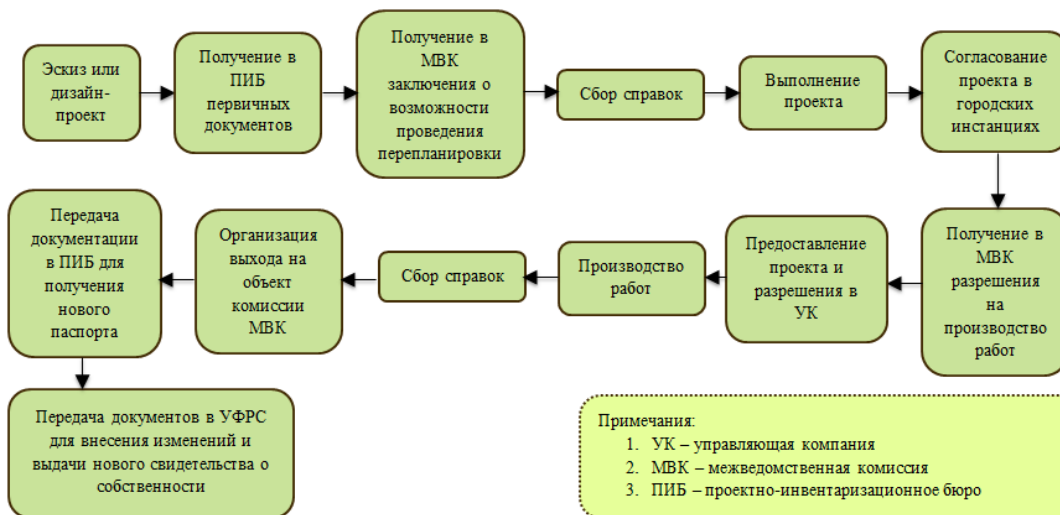 Эскиз или
дизайн-
проект
Получение в
ПИБ
первичных
документов
Получение в
МВК
заключения о
возможности
проведения
перепланировки
Сбор справок
Выполнение
проекта
Согласование
проекта в
городских
инстанциях
Получение в
МВК
разрешения
на
производство
работ
Предоставление
проекта и
разрешения в
УК
Производство
работ
Сбор справок
Организация
выхода на
объект
комиссии
МВК
Передача
документации
в ПИБ для
получения
нового
паспорта
Передача документов в УФРС
для внесения изменений и
выдачи нового свидетельства о
собственности
Примечания:
1. УК – управляющая компания
2. МВК – межведомственная комиссия
3. ПИБ – проектно-инвентаризационное бюро